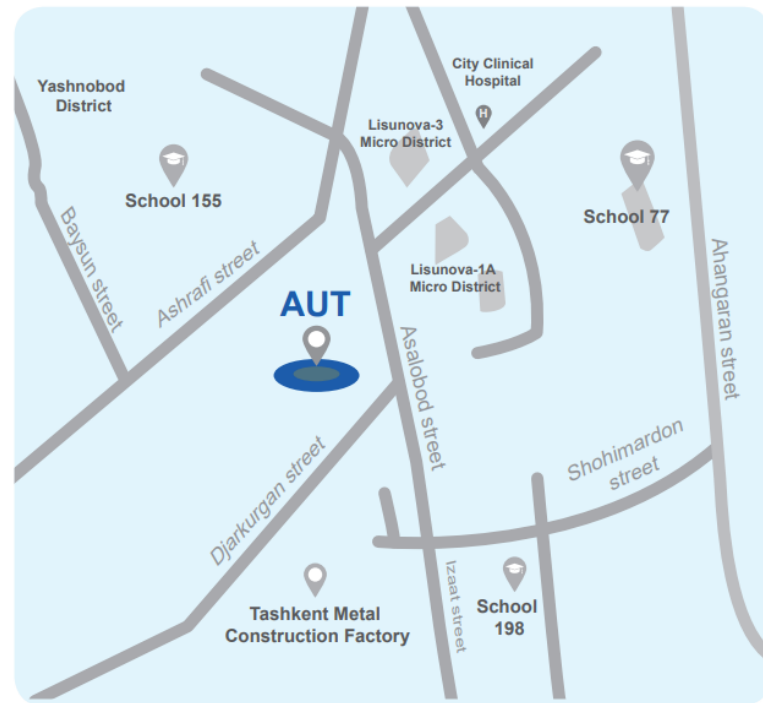 City Clinical
Hospital
H
Yashnobod
District
Lisunova-3
Micro District
School 155
School 77
Baysun street
Ashrafi street
Lisunova-1A
Micro District
Ahangaran street
AUT
Asalobod street
Shohimardon
street
Djarkurgan street
Izaat street
Tashkent Metal
Construction Factory
School
198